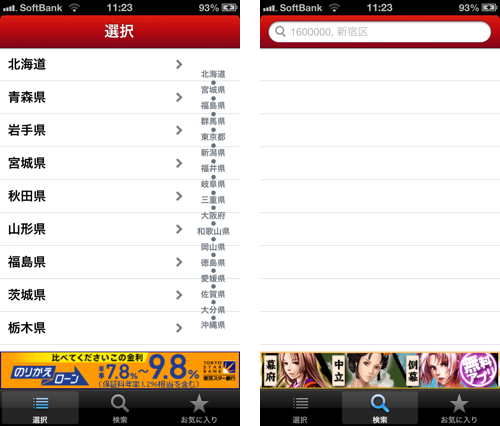 SoftBank 11:23 93%
選択
北海道
青森県
岩手県
宮城県
秋田県
山形県
福島県
茨城県
栃木県
北海道
宮城県
福島県
群馬県
東京都
新潟県
福井県
岐阜県
三重県
大阪府
和歌山県
岡山県
徳島県
愛媛県
佐賀県
大分県
沖縄県
比べてくださいこの金利
のりかえローン
年率7.8%~9.8%
(保証料年率1.2%相当を含む)
TOKYO STAR BANK
東京スター銀行
選択 検索 お気に入り
SoftBank 11:23 93%
1600000, 新宿区
幕府 中立 倒幕 無料アプリ
選択 検索 お気に入り